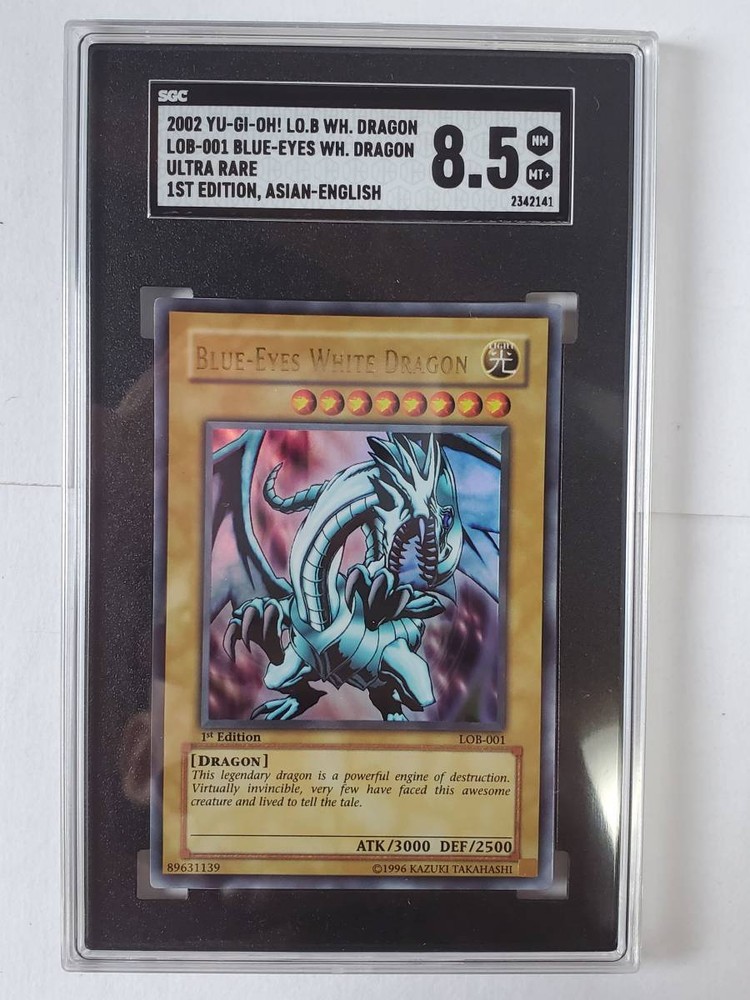 SGC
2002 YU-GI-OH! LO.B WH. DRAGON
LOB-001 BLUE-EYES WH. DRAGON
ULTRA RARE
1ST EDITION, ASIAN-ENGLISH
8.5
NM
MT+
2342141
BLUE-EYES WHITE DRAGON
LIGHT
光
1st Edition
LOB-001
[DRAGON]
This legendary dragon is a powerful engine of destruction.
Virtually invincible, very few have faced this awesome
creature and lived to tell the tale.
ATK/3000 DEF/2500
89631139
©1996 KAZUKI TAKAHASHI